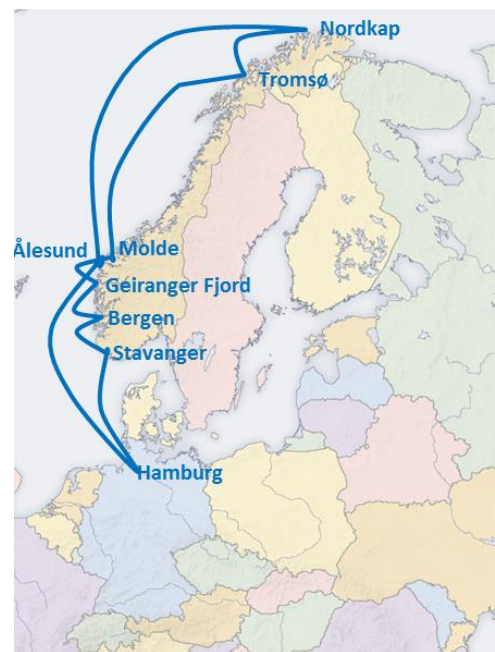 Nordkap
Tromsø
Ålesund
Molde
Geiranger Fjord
Bergen
Stavanger
Hamburg